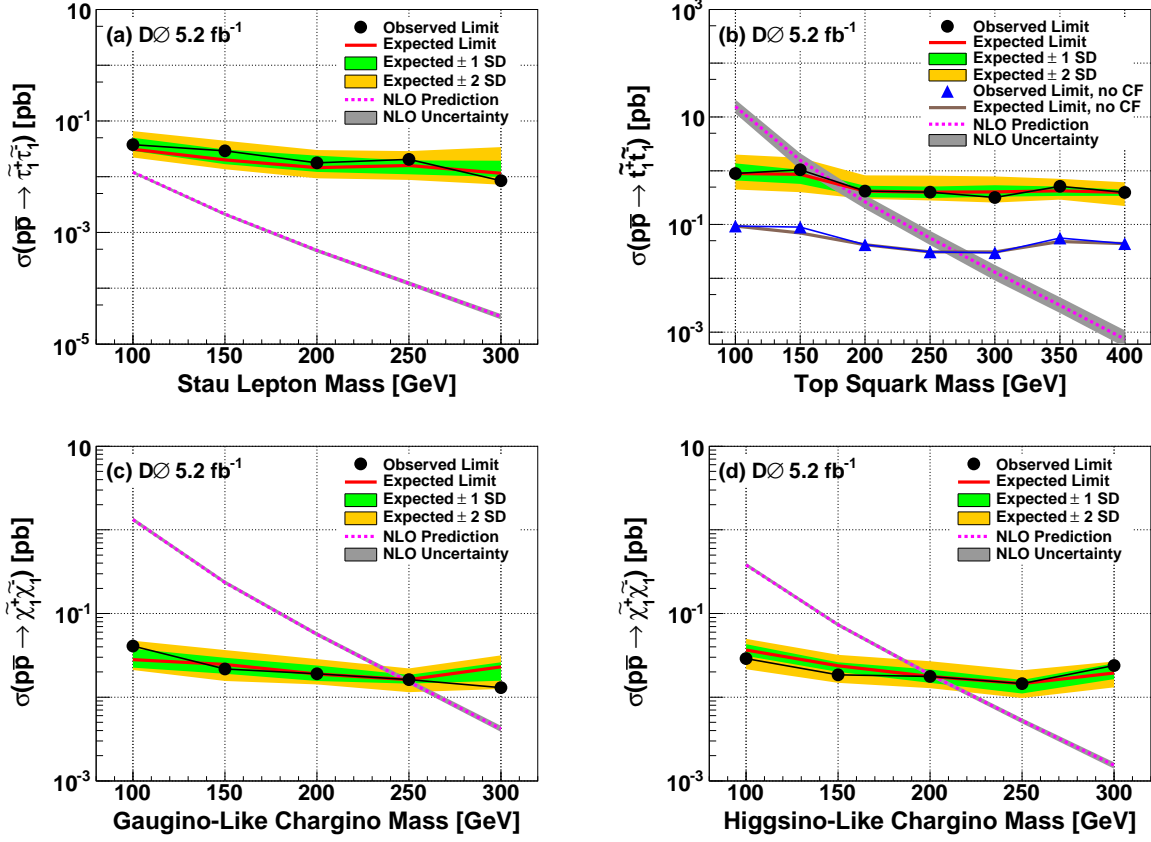 (a) DØ 5.2 fb⁻¹
Observed Limit
Expected Limit
Expected ± 1 SD
Expected ± 2 SD
NLO Prediction
NLO Uncertainty
σ(pp̄ → τ̃₁⁺τ̃₁⁻) [pb]
1
10⁻¹
10⁻³
10⁻⁵
100 150 200 250 300
Stau Lepton Mass [GeV]
(b) DØ 5.2 fb⁻¹
Observed Limit
Expected Limit
Expected ± 1 SD
Expected ± 2 SD
Observed Limit, no CF
Expected Limit, no CF
NLO Prediction
NLO Uncertainty
σ(pp̄ → t̃₁⁺t̃₁⁻) [pb]
10³
10
10⁻¹
10⁻³
100 150 200 250 300 350 400
Top Squark Mass [GeV]
(c) DØ 5.2 fb⁻¹
Observed Limit
Expected Limit
Expected ± 1 SD
Expected ± 2 SD
NLO Prediction
NLO Uncertainty
σ(pp̄ → χ̃₁⁺χ̃₁⁻) [pb]
10
1
10⁻¹
10⁻²
10⁻³
100 150 200 250 300
Gaugino-Like Chargino Mass [GeV]
(d) DØ 5.2 fb⁻¹
Observed Limit
Expected Limit
Expected ± 1 SD
Expected ± 2 SD
NLO Prediction
NLO Uncertainty
σ(pp̄ → χ̃₁⁺χ̃₁⁻) [pb]
10
1
10⁻¹
10⁻²
10⁻³
100 150 200 250 300
Higgsino-Like Chargino Mass [GeV]